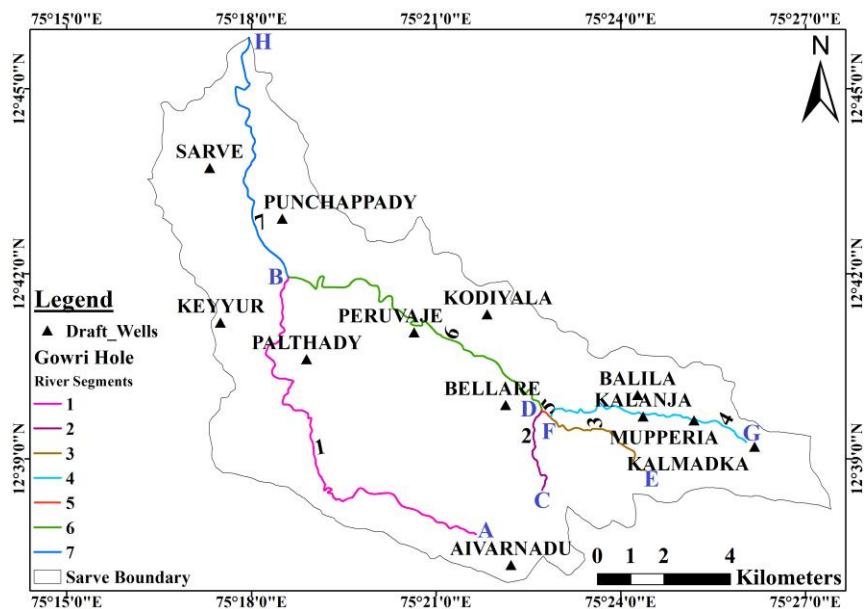 75°15'0"E 75°18'0"E 75°21'0"E 75°24'0"E 75°27'0"E
H
N
12°45'0"N 12°45'0"N
SARVE
PUNCHAPPADY
7
12°42'0"N 12°42'0"N
B
Legend
Draft_Wells
Gowri Hole
River Segments
1
2
3
4
5
6
7
Sarve Boundary
KEYYUR
PALTHADY
PERUVAJE
KODIYALA
6
BELLARE
BALILA
KALANJA
D
5
F
3
4
G
MUPPERIA
KALMADKA
2
E
C
12°39'0"N 12°39'0"N
1
A
AIVARNADU
0 1 2 4
Kilometers
75°15'0"E 75°18'0"E 75°21'0"E 75°24'0"E 75°27'0"E